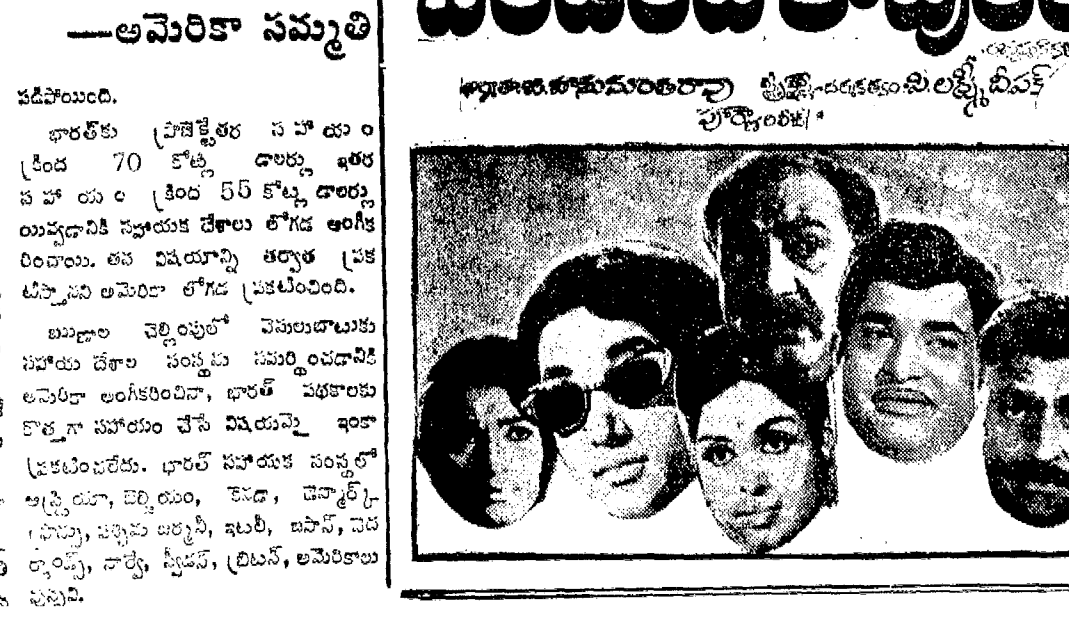 —అమెరికా సమ్మతి
పడిపోయింది.
భారత్‌కు ప్రాజెక్టేతర సహాయం
క్రింద 70 కోట్ల డాలర్లు ఇతర
సహాయం క్రింద 55 కోట్ల డాలర్లు
యివ్వడానికి సహాయక దేశాలు లోగడ అంగీక
రించాయి. తన విషయాన్ని తర్వాత ప్రక
టిస్తానని అమెరికా లోగడ ప్రకటించింది.
ఋణాల చెల్లింపులో వెసులుబాటుకు
సహాయ దేశాల సంస్థను సమర్థించడానికి
అమెరికా అంగీకరించినా, భారత్ పథకాలకు
కొత్తగా సహాయం చేసే విషయమై ఇంకా
ప్రకటించలేదు. భారత్ సహాయక సంస్థలో
ఆస్ట్రియా, బెల్జియం, కెనడా, డెన్మార్క్
ఫ్రాన్సు, పశ్చిమ జర్మనీ, ఇటలీ, జపాన్, నెద
ర్లాండ్స్, నార్వే, స్వీడన్, బ్రిటన్, అమెరికాలు
వున్నవి.
దర్శకత్వం: లక్ష్మీ దీపక్